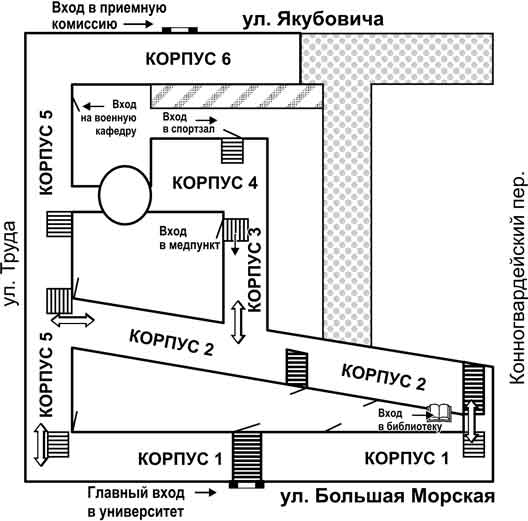 Вход в приемную
комиссию
ул. Якубовича
КОРПУС 6
Вход
на военную
кафедру
Вход
в спортзал
КОРПУС 5
КОРПУС 4
Вход
в медпункт
КОРПУС 3
ул. Труда
Конногвардейский пер.
КОРПУС 2
КОРПУС 5
КОРПУС 2
Вход
в библиотеку
КОРПУС 1
КОРПУС 1
Главный вход
в университет
ул. Большая Морская